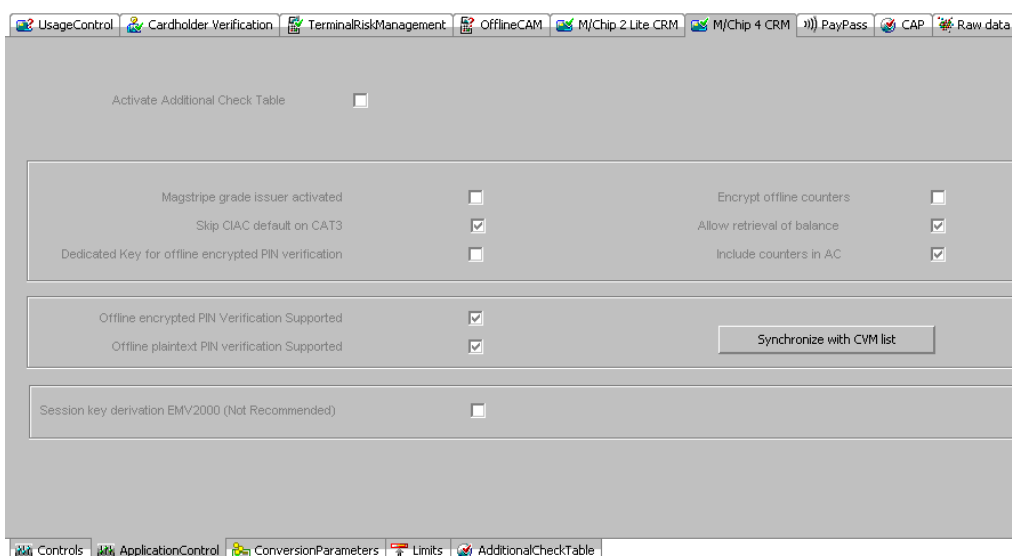 UsageControl Cardholder Verification TerminalRiskManagement OfflineCAM M/Chip 2 Lite CRM M/Chip 4 CRM PayPass CAP Raw data
Activate Additional Check Table
Magstripe grade issuer activated Encrypt offline counters
Skip CIAC default on CAT3 Allow retrieval of balance
Dedicated Key for offline encrypted PIN verification Include counters in AC
Offline encrypted PIN Verification Supported
Synchronize with CVM list
Offline plaintext PIN verification Supported
Session key derivation EMV2000 (Not Recommended)
Controls ApplicationControl ConversionParameters Limits AdditionalCheckTable